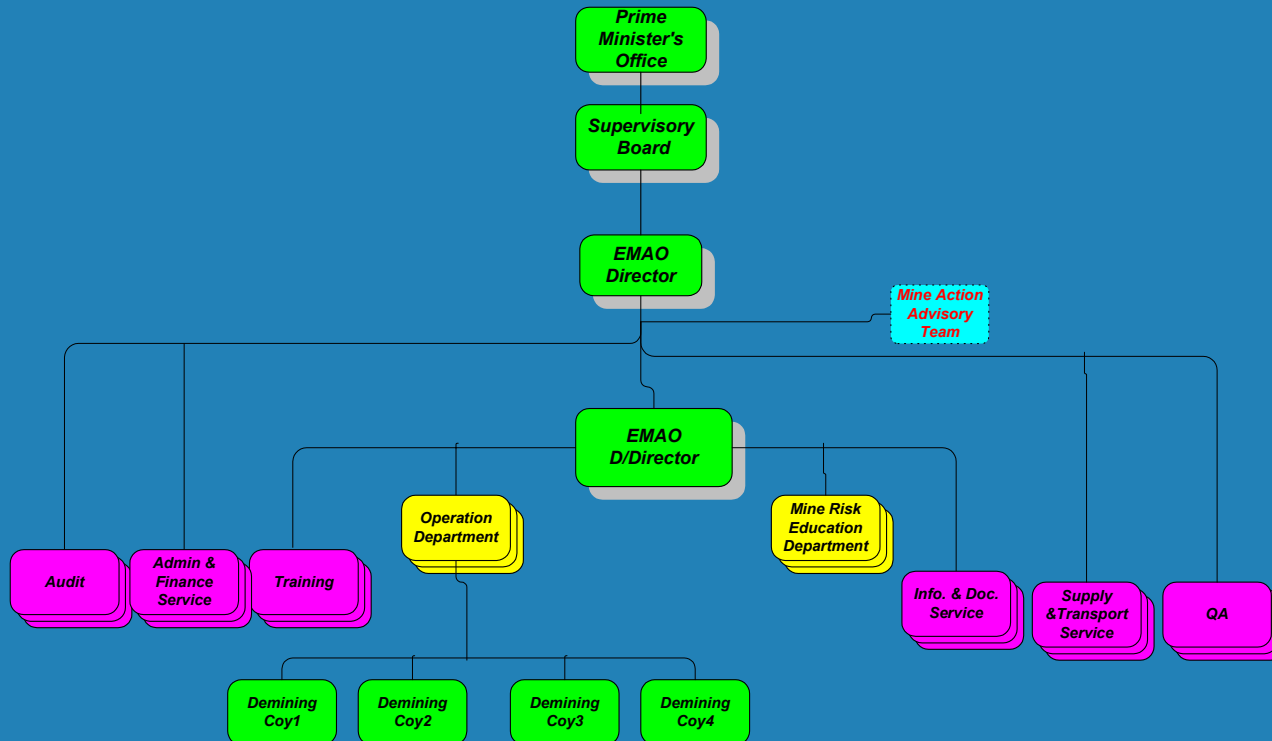 Prime
Minister's
Office
Supervisory
Board
EMAO
Director
Mine Action
Advisory
Team
EMAO
D/Director
Operation
Department
Mine Risk
Education
Department
Audit
Admin &
Finance
Service
Training
Info. & Doc.
Service
Supply
&Transport
Service
QA
Demining
Coy1
Demining
Coy2
Demining
Coy3
Demining
Coy4